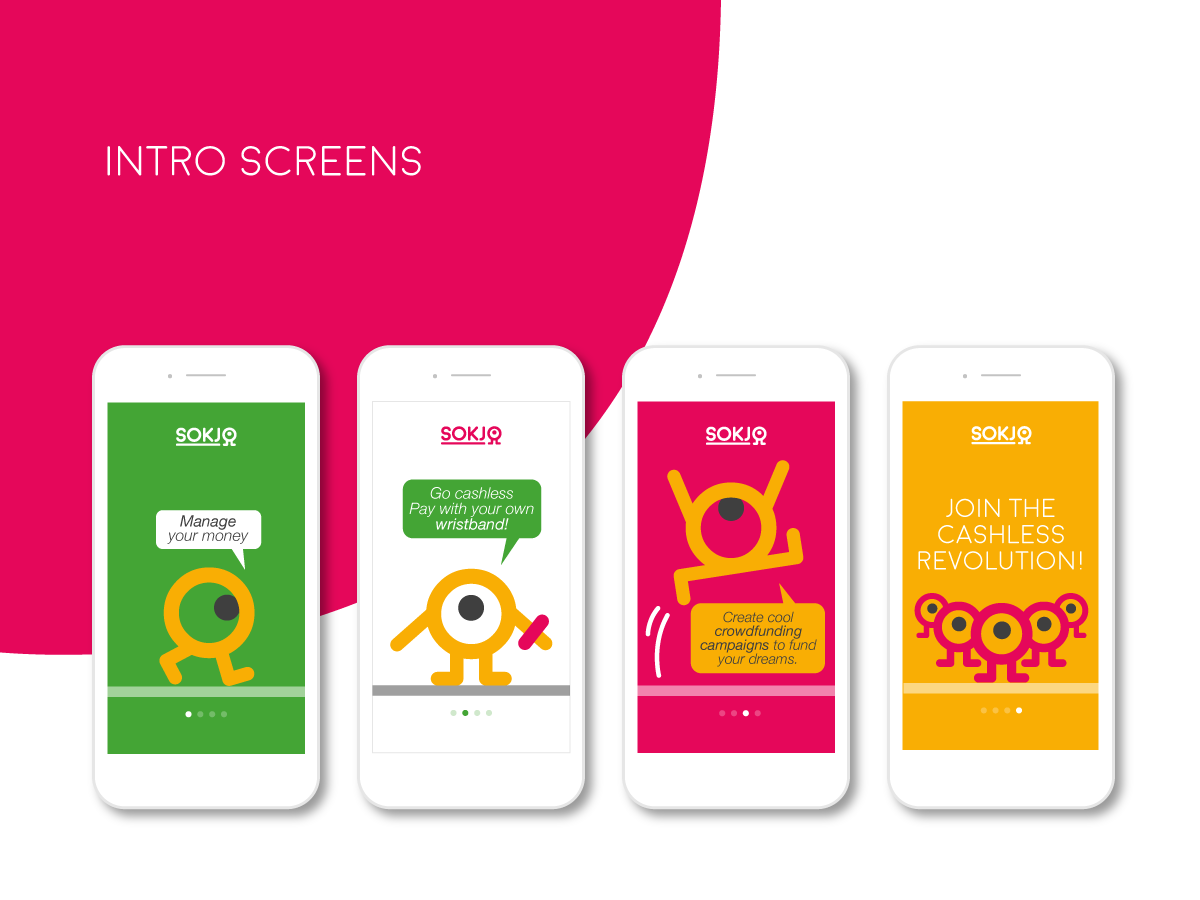 INTRO SCREENS
SOKJO
Manage
your money
SOKJO
Go cashless
Pay with your own
wristband!
SOKJO
Create cool
crowdfunding
campaigns to fund
your dreams.
SOKJO
JOIN THE
CASHLESS
REVOLUTION!